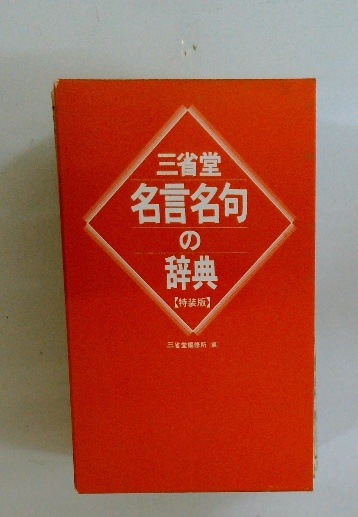 三省堂
名言名句
の
辞典
【特装版】
三省堂編修所 編